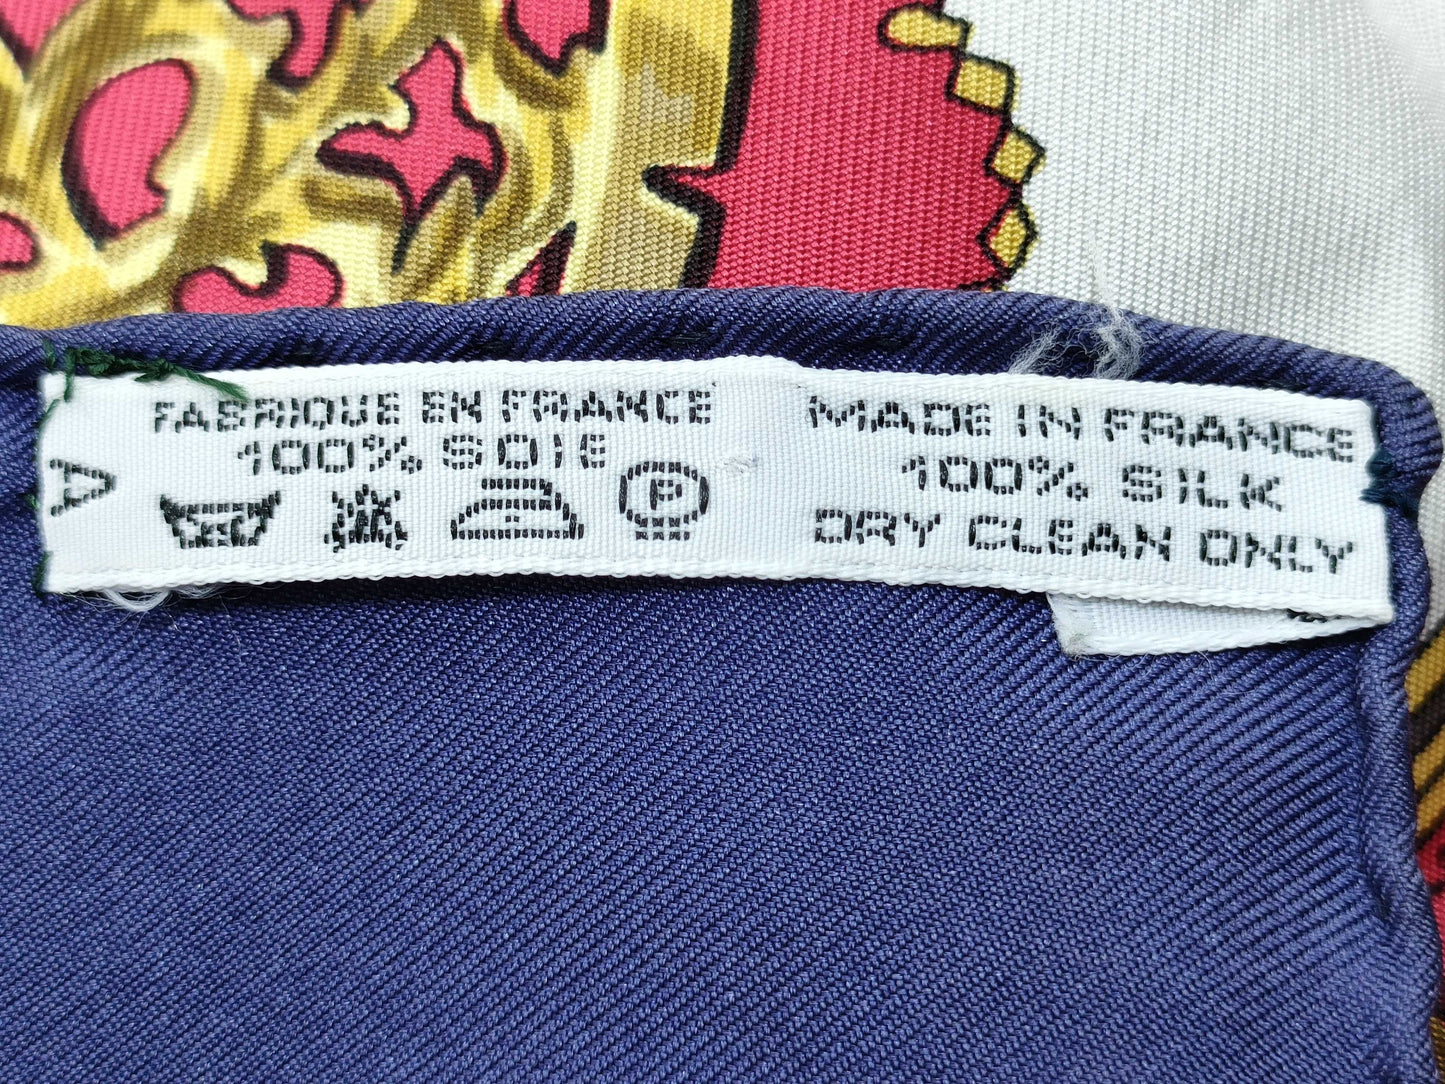 A
FABRIQUE EN FRANCE
100% SOIE
P
MADE IN FRANCE
100% SILK
DRY CLEAN ONLY